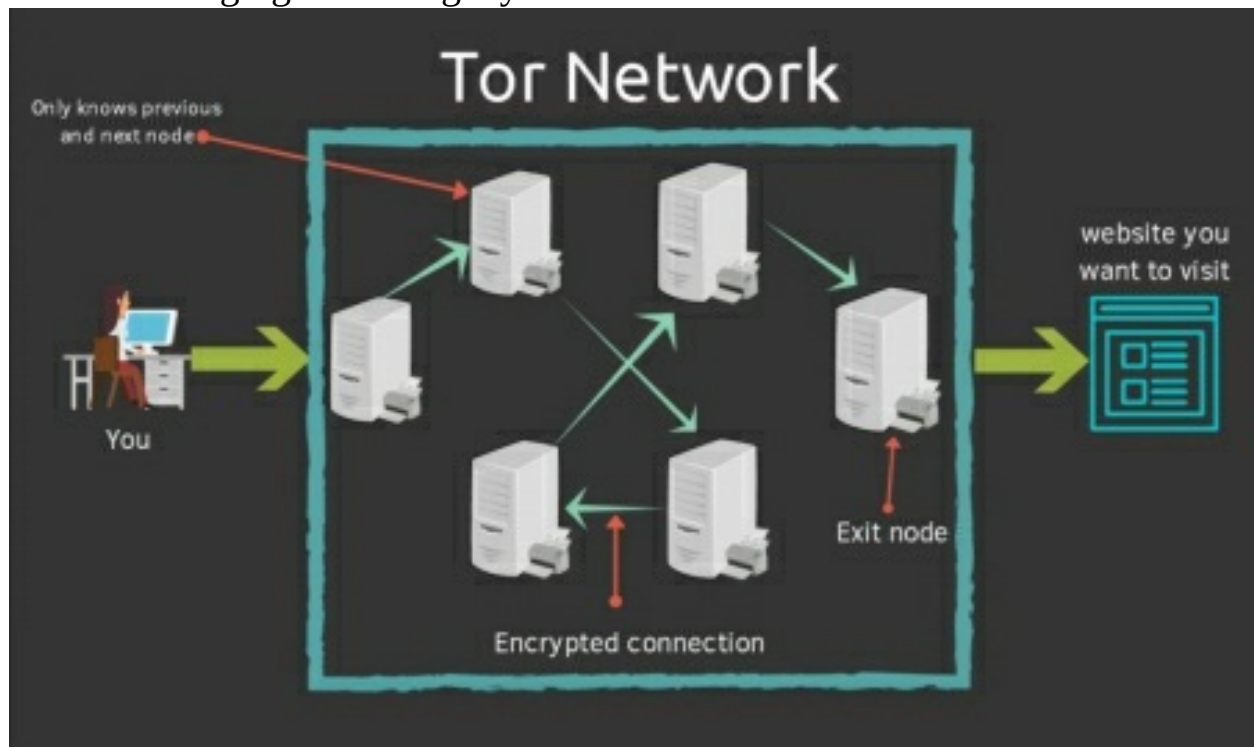 Tor Network
Only knows previous
and next node
website you
want to visit
You
Exit node
Encrypted connection